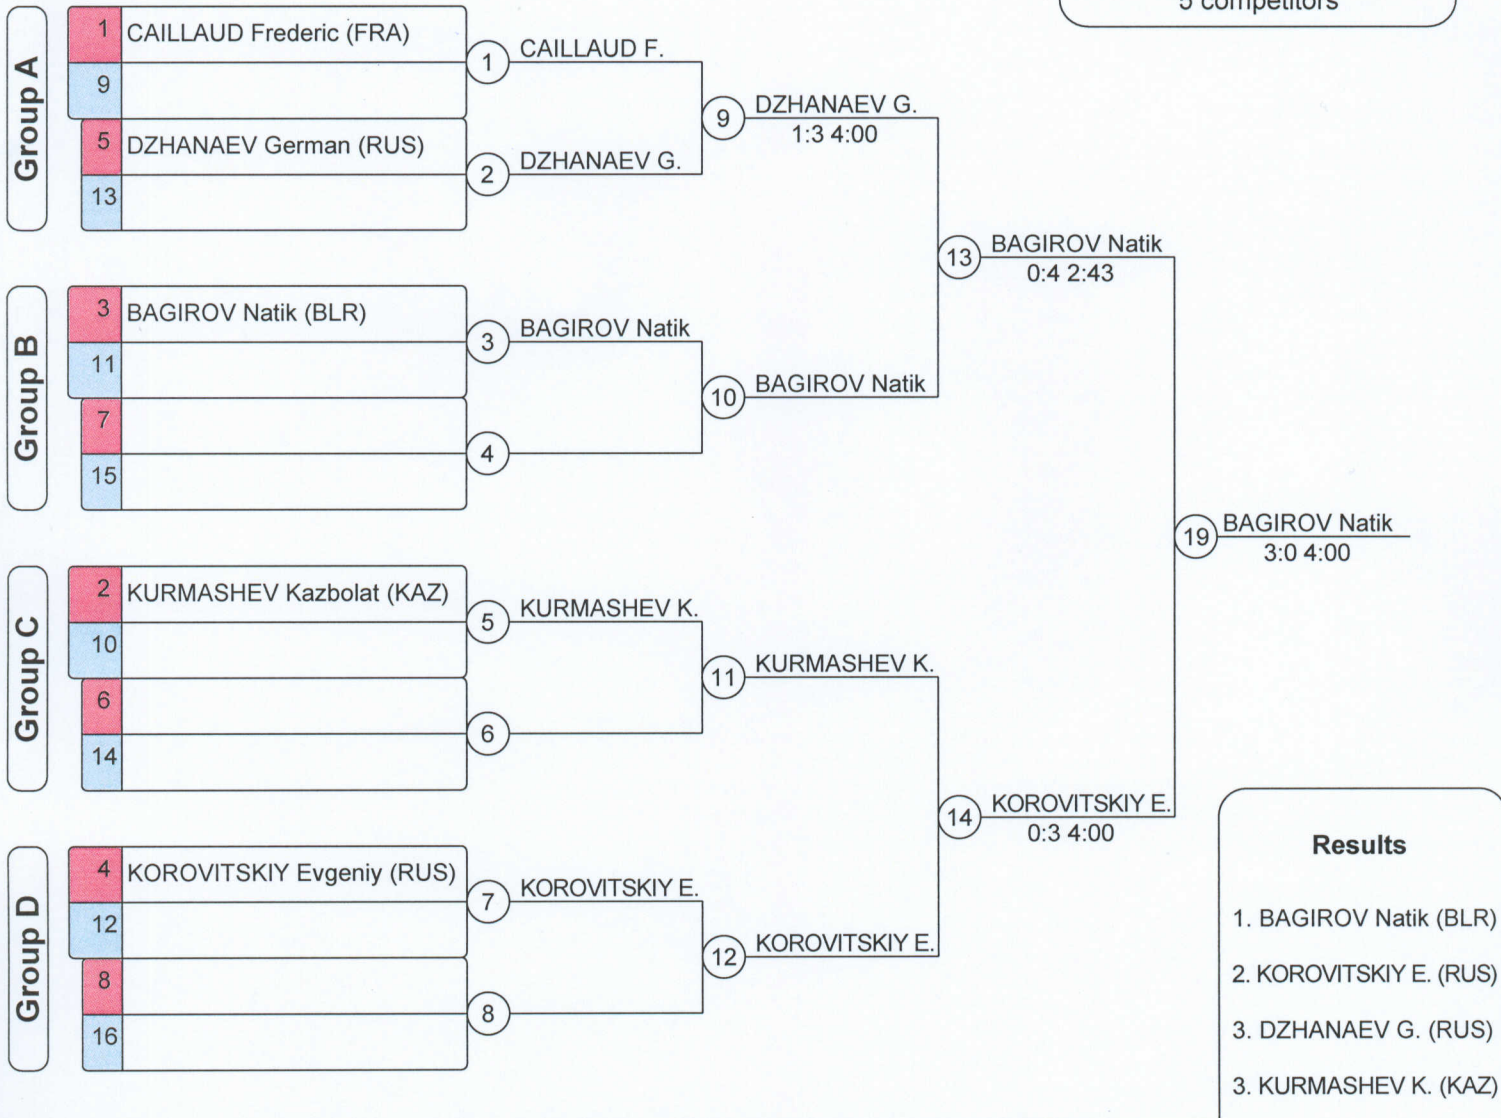 5 competitors
Group A
1 CAILLAUD Frederic (FRA)
9
5 DZHANAEV German (RUS)
13
1 CAILLAUD F.
2 DZHANAEV G.
9 DZHANAEV G.
1:3 4:00
Group B
3 BAGIROV Natik (BLR)
11
7
15
3 BAGIROV Natik
4
10 BAGIROV Natik
13 BAGIROV Natik
0:4 2:43
Group C
2 KURMASHEV Kazbolat (KAZ)
10
6
14
5 KURMASHEV K.
6
11 KURMASHEV K.
Group D
4 KOROVITSKIY Evgeniy (RUS)
12
8
16
7 KOROVITSKIY E.
8
12 KOROVITSKIY E.
14 KOROVITSKIY E.
0:3 4:00
19 BAGIROV Natik
3:0 4:00
Results
1. BAGIROV Natik (BLR)
2. KOROVITSKIY E. (RUS)
3. DZHANAEV G. (RUS)
3. KURMASHEV K. (KAZ)